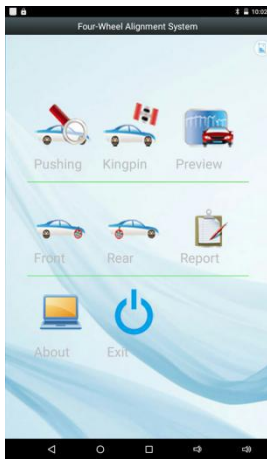 10:02
Four-Wheel Alignment System
Pushing Kingpin Preview
Front Rear Report
About Exit